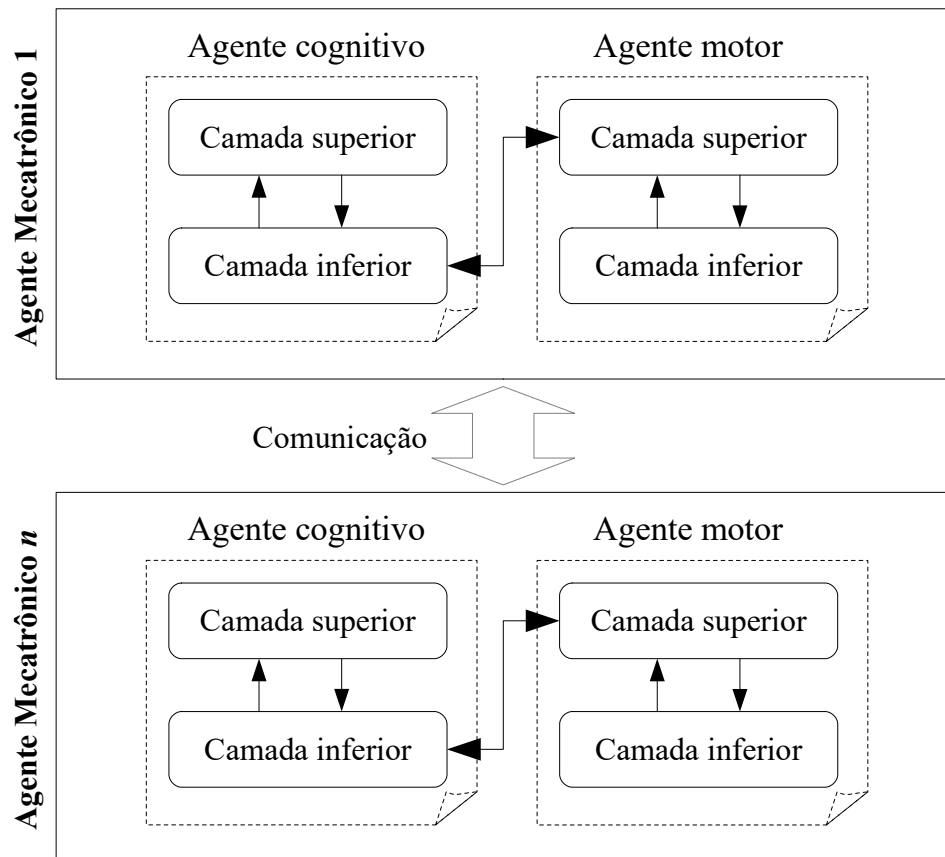 Agente Mecatrônico 1
Agente cognitivo
Agente motor
Camada superior
Camada superior
Camada inferior
Camada inferior
Comunicação
Agente Mecatrônico n
Agente cognitivo
Agente motor
Camada superior
Camada superior
Camada inferior
Camada inferior